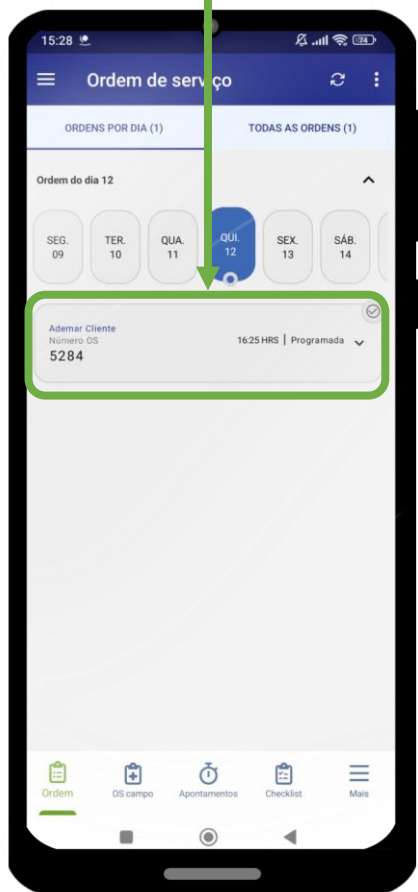 15:28
74
Ordem de serviço
ORDENS POR DIA (1)
TODAS AS ORDENS (1)
Ordem do dia 12
SEG.
09
TER.
10
QUA.
11
QUI.
12
SEX.
13
SÁB.
14
Ademar Cliente
Número OS
5284
16:25 HRS | Programada
Ordem
OS campo
Apontamentos
Checklist
Mais